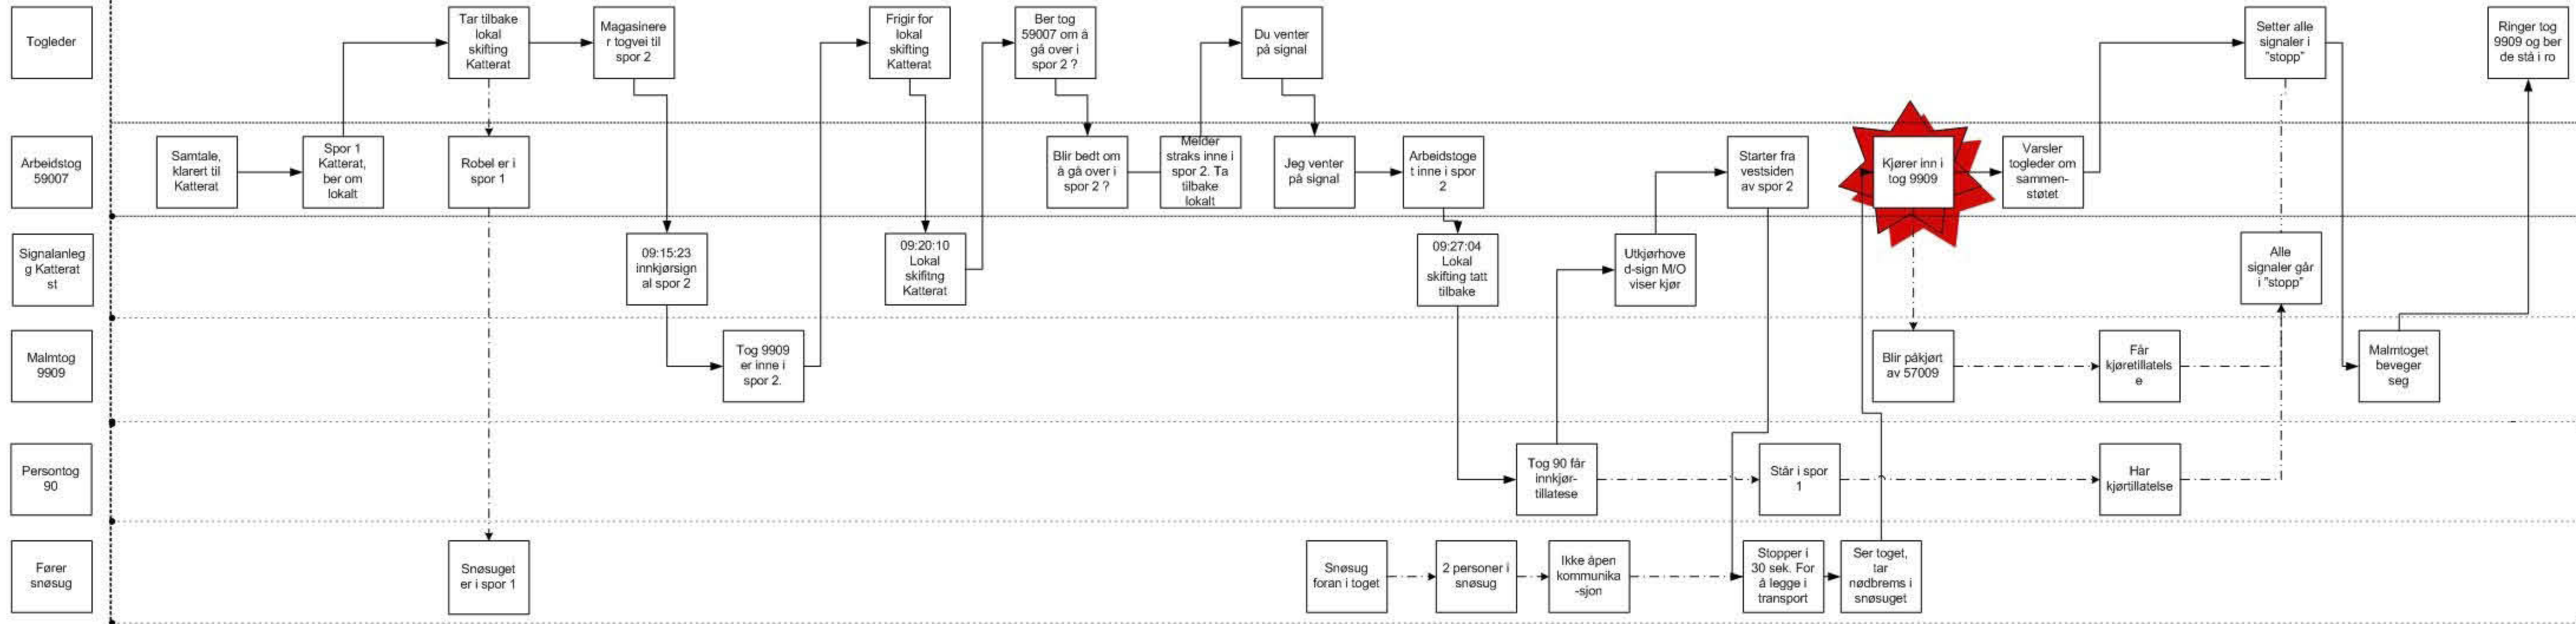 Togleder
Tar tilbake
lokal
skifting
Katterat
Magasinere
r togvei til
spor 2
Frigir for
lokal
skifting
Katterat
Ber tog
59007 om å
gå over i
spor 2 ?
Du venter
på signal
Setter alle
signaler i
"stopp"
Ringer tog
9909 og ber
de stå i ro
Arbeidstog
59007
Samtale,
klarert til
Katterat
Spor 1
Katterat,
ber om
lokalt
Robel er i
spor 1
Blir bedt om
å gå over i
spor 2 ?
Melder
straks inne i
spor 2. Ta
tilbake
lokalt
Jeg venter
på signal
Arbeidstoge
t inne i spor
2
Starter fra
vestsiden
av spor 2
Kjører inn i
tog 9909
Varsler
togleder om
sammen-
støtet
Signalanleg
g Katterat
st
09:15:23
innkjørsign
al spor 2
09:20:10
Lokal
skifitng
Katterat
09:27:04
Lokal
skifting tatt
tilbake
Utkjørhove
d-sign M/O
viser kjør
Alle
signaler går
i "stopp"
Malmtog
9909
Tog 9909
er inne i
spor 2.
Blir påkjørt
av 57009
Får
kjøretillatels
e
Malmtoget
beveger
seg
Persontog
90
Tog 90 får
innkjør-
tillatese
Står i spor
1
Har
kjørtillatelse
Fører
snøsug
Snøsuget
er i spor 1
Snøsug
foran i toget
2 personer i
snøsug
Ikke åpen
kommunika
-sjon
Stopper i
30 sek. For
å legge i
transport
Ser toget,
tar
nødbrems i
snøsuget